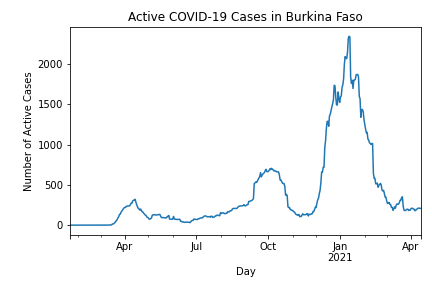 Active COVID-19 Cases in Burkina Faso
Number of Active Cases
2000
1500
1000
500
0
Apr Jul Oct Jan Apr
2021
Day